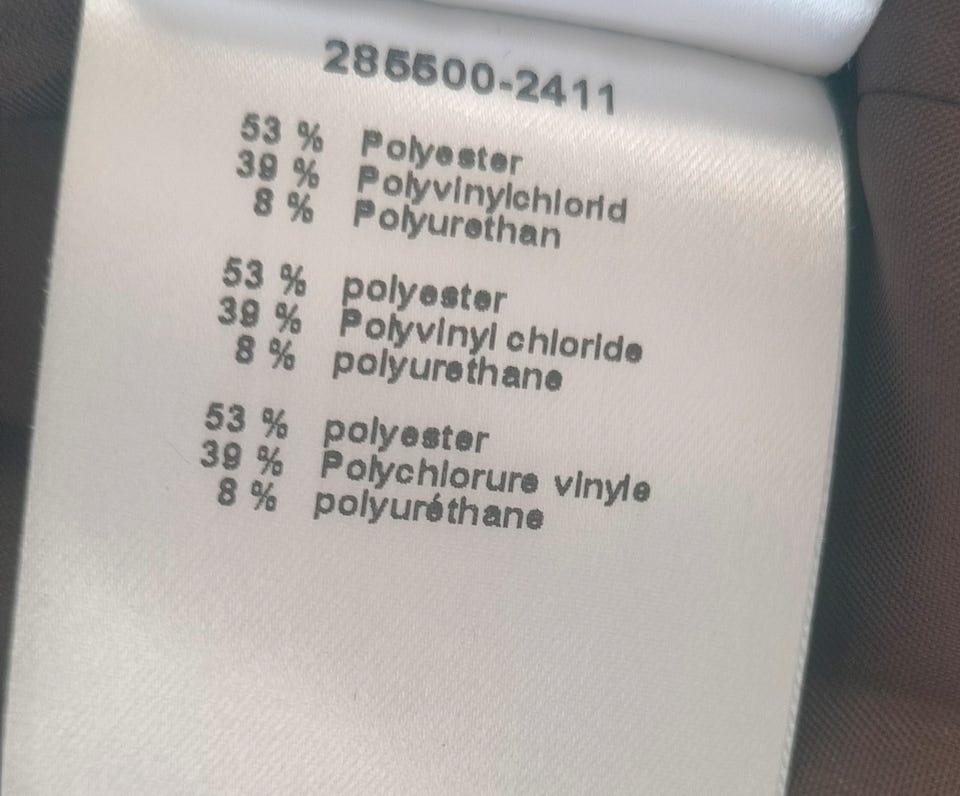 285500-2411
53 % Polyester
39 % Polyvinylchlorid
8 % Polyurethan
53 % polyester
39 % Polyvinyl chloride
8 % polyurethane
53 % polyester
39 % Polychlorure vinyle
8 % polyuréthane